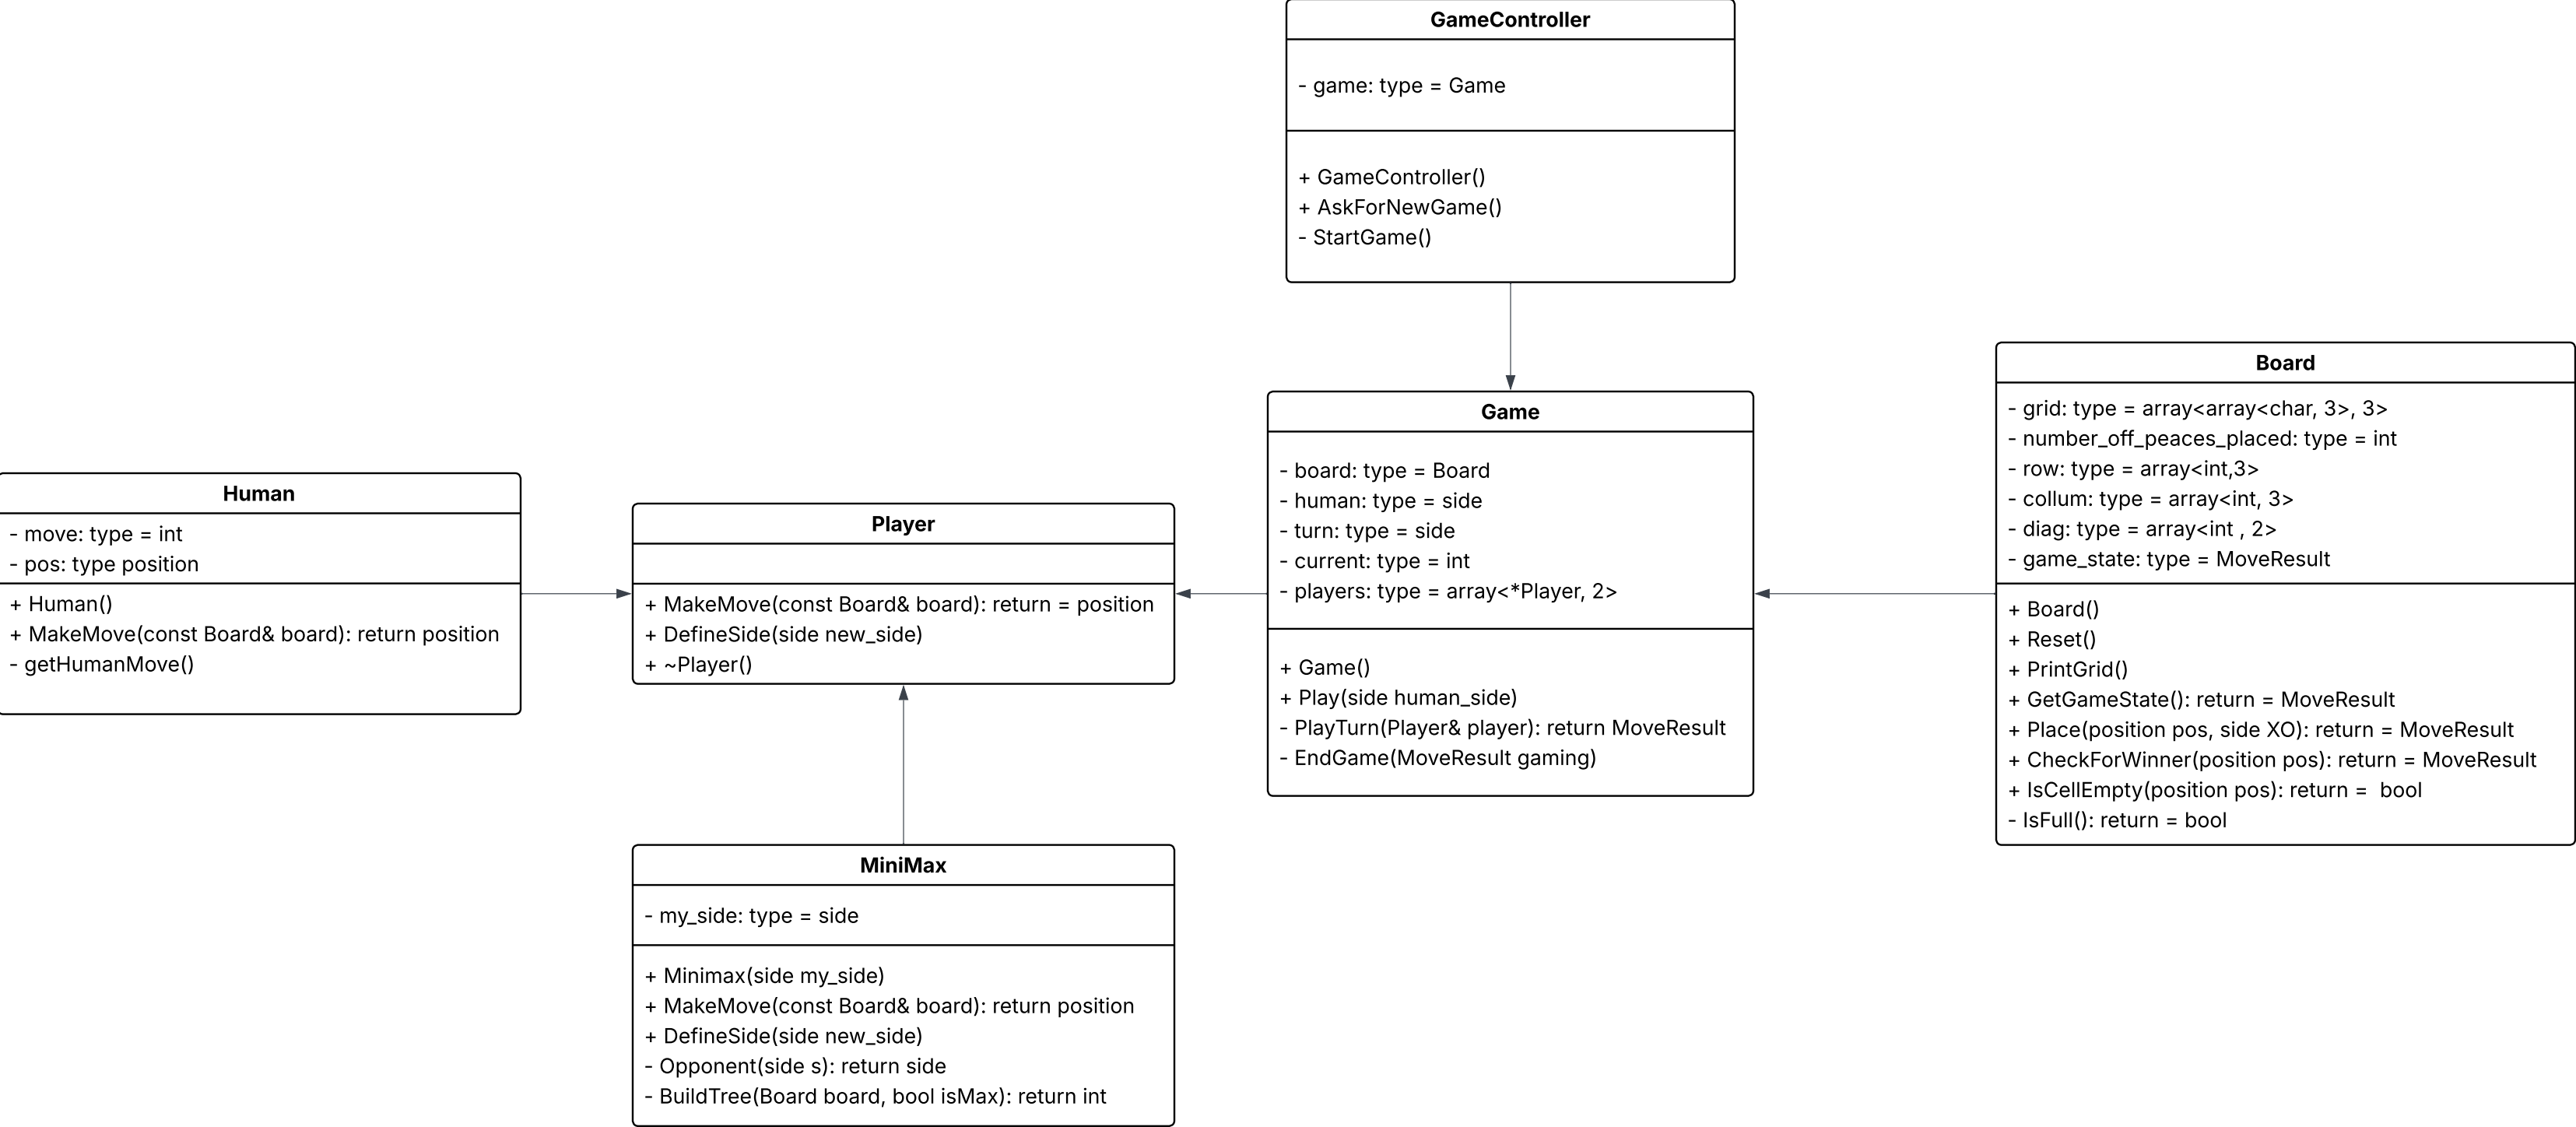 GameController
- game: type = Game
+ GameController()
+ AskForNewGame()
- StartGame()
Board
- grid: type = array<array<char, 3>, 3>
- number_off_peaces_placed: type = int
- row: type = array<int,3>
- collum: type = array<int, 3>
- diag: type = array<int , 2>
- game_state: type = MoveResult
+ Board()
+ Reset()
+ PrintGrid()
+ GetGameState(): return = MoveResult
+ Place(position pos, side XO): return = MoveResult
+ CheckForWinner(position pos): return = MoveResult
+ IsCellEmpty(position pos): return =  bool
- IsFull(): return = bool
Game
- board: type = Board
- human: type = side
- turn: type = side
- current: type = int
- players: type = array<*Player, 2>
+ Game()
+ Play(side human_side)
- PlayTurn(Player& player): return MoveResult
- EndGame(MoveResult gaming)
Human
- move: type = int
- pos: type position
+ Human()
+ MakeMove(const Board& board): return position
- getHumanMove()
Player
+ MakeMove(const Board& board): return = position
+ DefineSide(side new_side)
+ ~Player()
MiniMax
- my_side: type = side
+ Minimax(side my_side)
+ MakeMove(const Board& board): return position
+ DefineSide(side new_side)
- Opponent(side s): return side
- BuildTree(Board board, bool isMax): return int